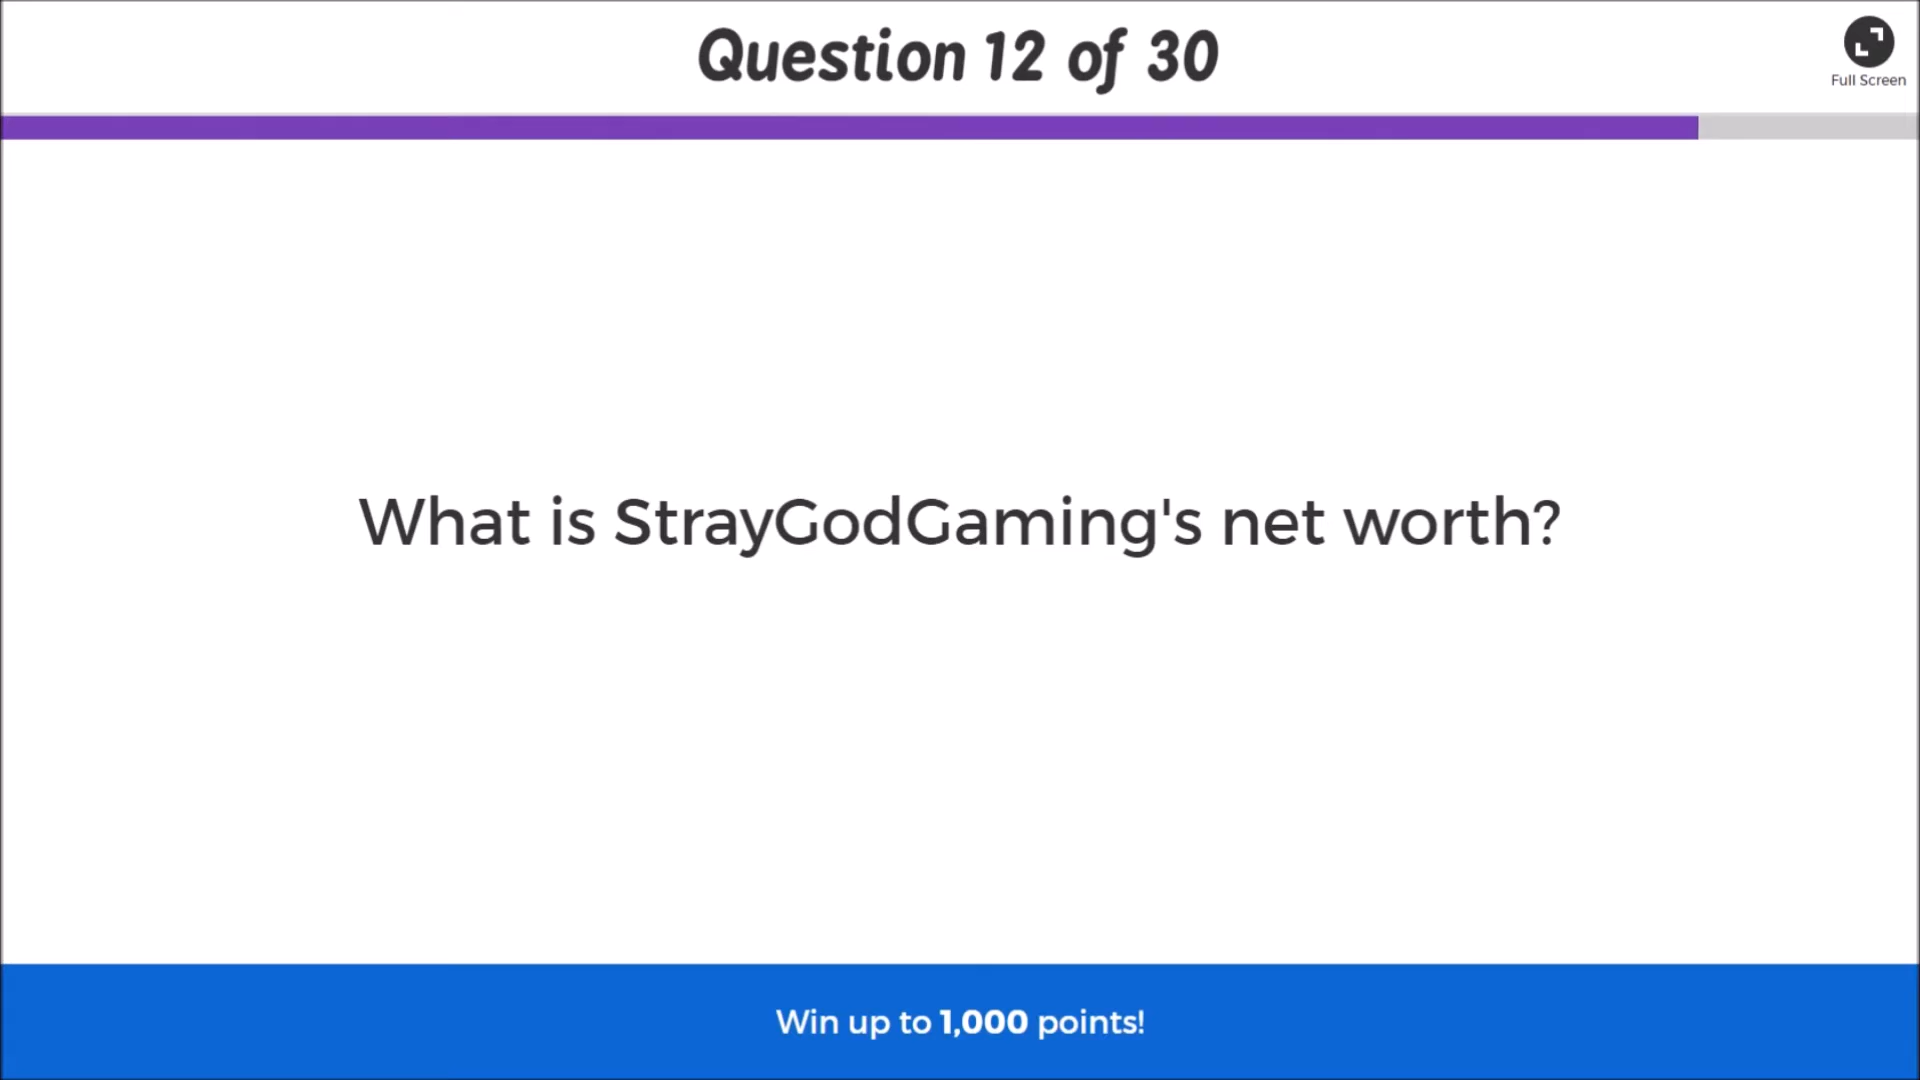 Question 12 of 30
Full Screen
What is StrayGodGaming's net worth?
Win up to 1,000 points!